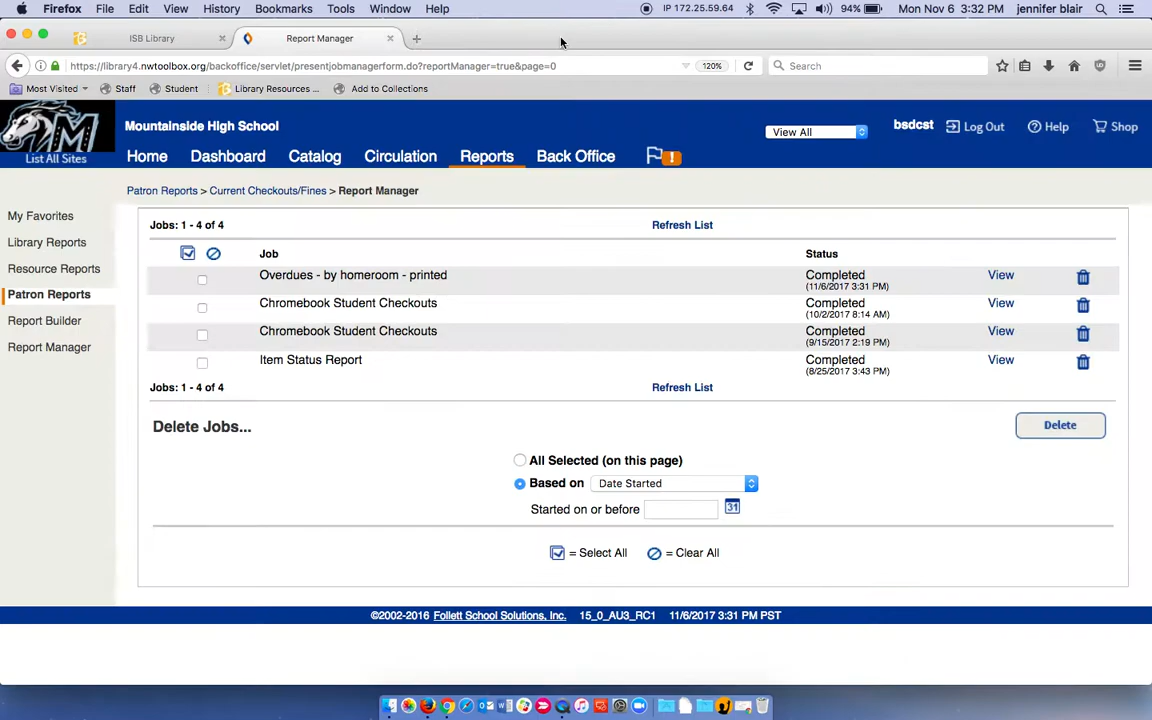 Firefox File Edit View History Bookmarks Tools Window Help IP 172.25.59.64 94% Mon Nov 6 3:32 PM jennifer blair
ISB Library Report Manager
https://library4.nwtoolbox.org/backoffice/servlet/presentjobmanagerform.do?reportManager=true&page=0 120% Search
Most Visited Staff Student Library Resources ... Add to Collections
M
List All Sites
Mountainside High School View All bsdcst Log Out Help Shop
Home Dashboard Catalog Circulation Reports Back Office !
Patron Reports > Current Checkouts/Fines > Report Manager
My Favorites
Library Reports
Resource Reports
Patron Reports
Report Builder
Report Manager
Jobs: 1 - 4 of 4 Refresh List
Job Status
Overdues - by homeroom - printed Completed View
(11/6/2017 3:31 PM)
Chromebook Student Checkouts Completed View
(10/2/2017 8:14 AM)
Chromebook Student Checkouts Completed View
(9/15/2017 2:19 PM)
Item Status Report Completed View
(8/25/2017 3:43 PM)
Jobs: 1 - 4 of 4 Refresh List
Delete Jobs... Delete
All Selected (on this page)
Based on Date Started
Started on or before 31
= Select All = Clear All
©2002-2016 Follett School Solutions, Inc. 15_0_AU3_RC1 11/6/2017 3:31 PM PST